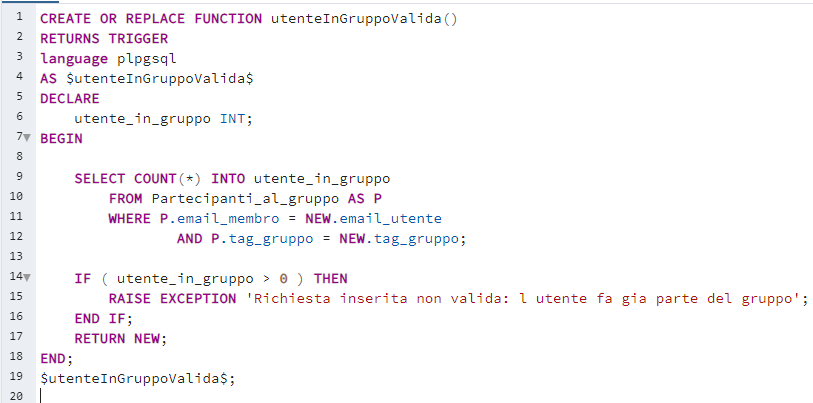 1 CREATE OR REPLACE FUNCTION utenteInGruppoValida()
2 RETURNS TRIGGER
3 language plpgsql
4 AS $utenteInGruppoValida$
5 DECLARE
6 utente_in_gruppo INT;
7 BEGIN
8
9 SELECT COUNT(*) INTO utente_in_gruppo
10 FROM Partecipanti_al_gruppo AS P
11 WHERE P.email_membro = NEW.email_utente
12 AND P.tag_gruppo = NEW.tag_gruppo;
13
14 IF ( utente_in_gruppo > 0 ) THEN
15 RAISE EXCEPTION 'Richiesta inserita non valida: l utente fa gia parte del gruppo';
16 END IF;
17 RETURN NEW;
18 END;
19 $utenteInGruppoValida$;
20